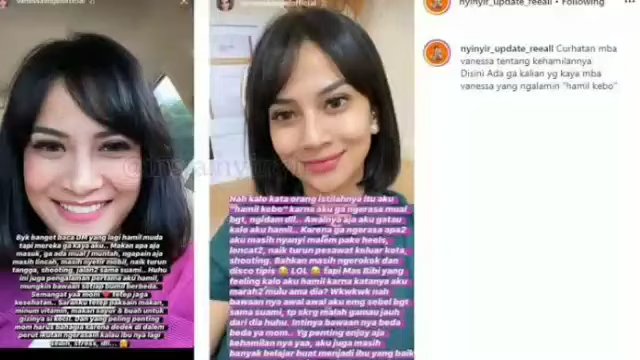 nyinyir_update_reeall • Following
nyinyir_update_reeall Curhatan mba
vanessa tentang kehamilannya
Disini Ada ga kalian yg kaya mba
vanessa yang ngalamin "hamil kebo"
Byk banget baca DM yang lagi hamil muda
tapi mereka ga kaya aku.. Makan apa aja
masuk, ga ada mual / muntah, ngapain aja
masih lincah, masih nyetir mobil, naik turun
tangga, shooting, jalan2 sama suami.. Huhu
ini juga pengalaman pertama aku hamil,
mungkin bawaan setiap bumil berbeda.
Semangat yaa mom ❤ tetep jaga
kesehatan.. Saranku tetep paksain makan,
minum vitamin, makan sayur & buah untuk
gizinya si kecil. Dan yang paling penting
mom harus bahagia karena dedek di dalem
perut ikutan ngerasain kalau ibu nya lagi
sedih, stress, dll...
Nah kalo kata orang istilahnya itu aku
"hamil kebo" karna aku ga ngerasa mual
bgt, ngidam dll.. Awalnya aja aku gatau
kalo aku hamil.. Karena ga ngerasa apa2
aku masih nyanyi malem pake heels,
loncat2, naik turun pesawat keluar kota,
shooting. Bahkan masih ngerokok dan
disco tipis 😂 LOL 😂 tapi Mas Bibi yang
feeling kalo aku hamil karna katanya aku
marah2 mulu ama dia? Wkwkwk nah
bawaan nya awal awal aku emg sebel bgt
sama suami, tp skrg malah gamau jauh
dari dia huhu. Intinya bawaan nya beda
beda ya mom.. Yg penting enjoy aja
kehamilan nya yaa, aku juga masih
banyak belajar buat menjadi ibu yang baik